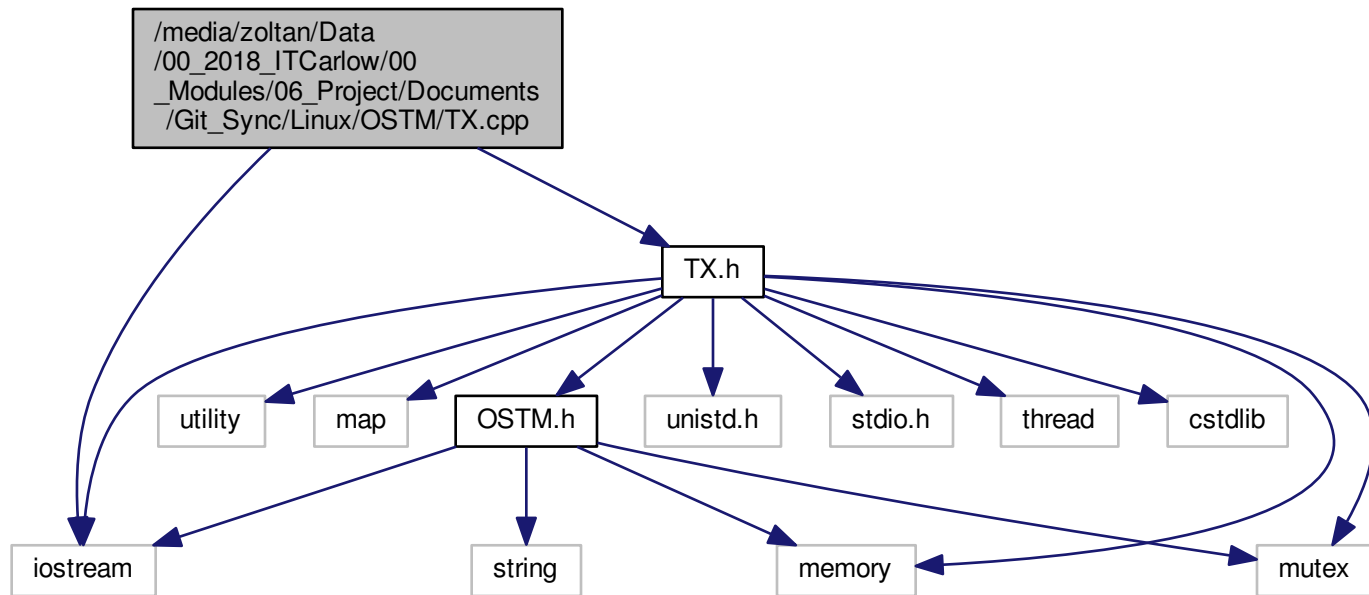 /media/zoltan/Data
/00_2018_ITCarlow/00
_Modules/06_Project/Documents
/Git_Sync/Linux/OSTM/TX.cpp
TX.h
utility
map
OSTM.h
unistd.h
stdio.h
thread
cstdlib
iostream
string
memory
mutex